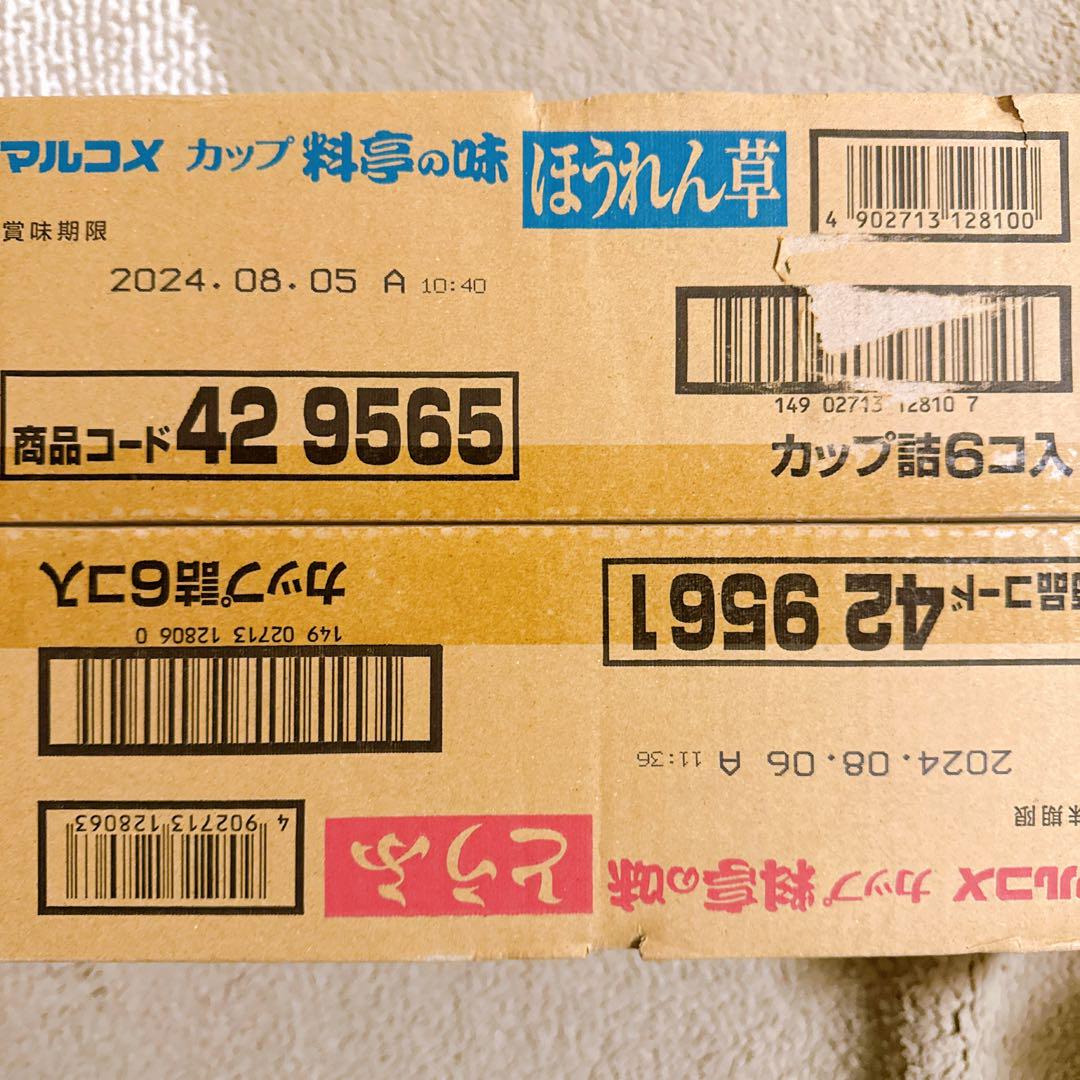 マルコメ カップ 料亭の味 ほうれん草
4 902713 128100
賞味期限
2024.08.05 A 10:40
149 02713 12810 7
商品コード 42 9565
カップ詰6コ入
商品コード 42 9561
カップ詰6コ入
149 02713 12806 0
2024.08.06 A 11:36
味期限
4 902713 128063
ルコメ カップ 料亭の味 とうふ